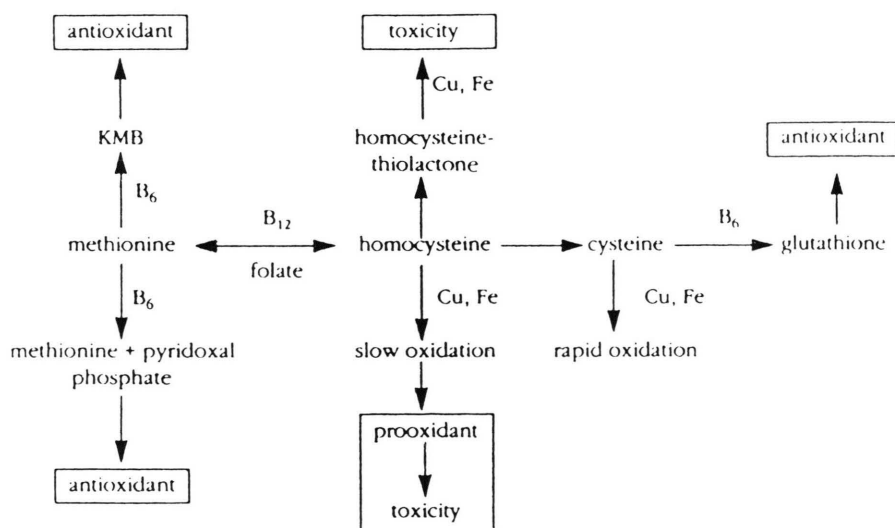 antioxidant
toxicity
Cu, Fe
KMB
homocysteine-
thiolactone
antioxidant
B₆
B₁₂
B₆
methionine
homocysteine
cysteine
glutathione
folate
B₆
Cu, Fe
Cu, Fe
methionine + pyridoxal
phosphate
slow oxidation
rapid oxidation
prooxidant
antioxidant
toxicity